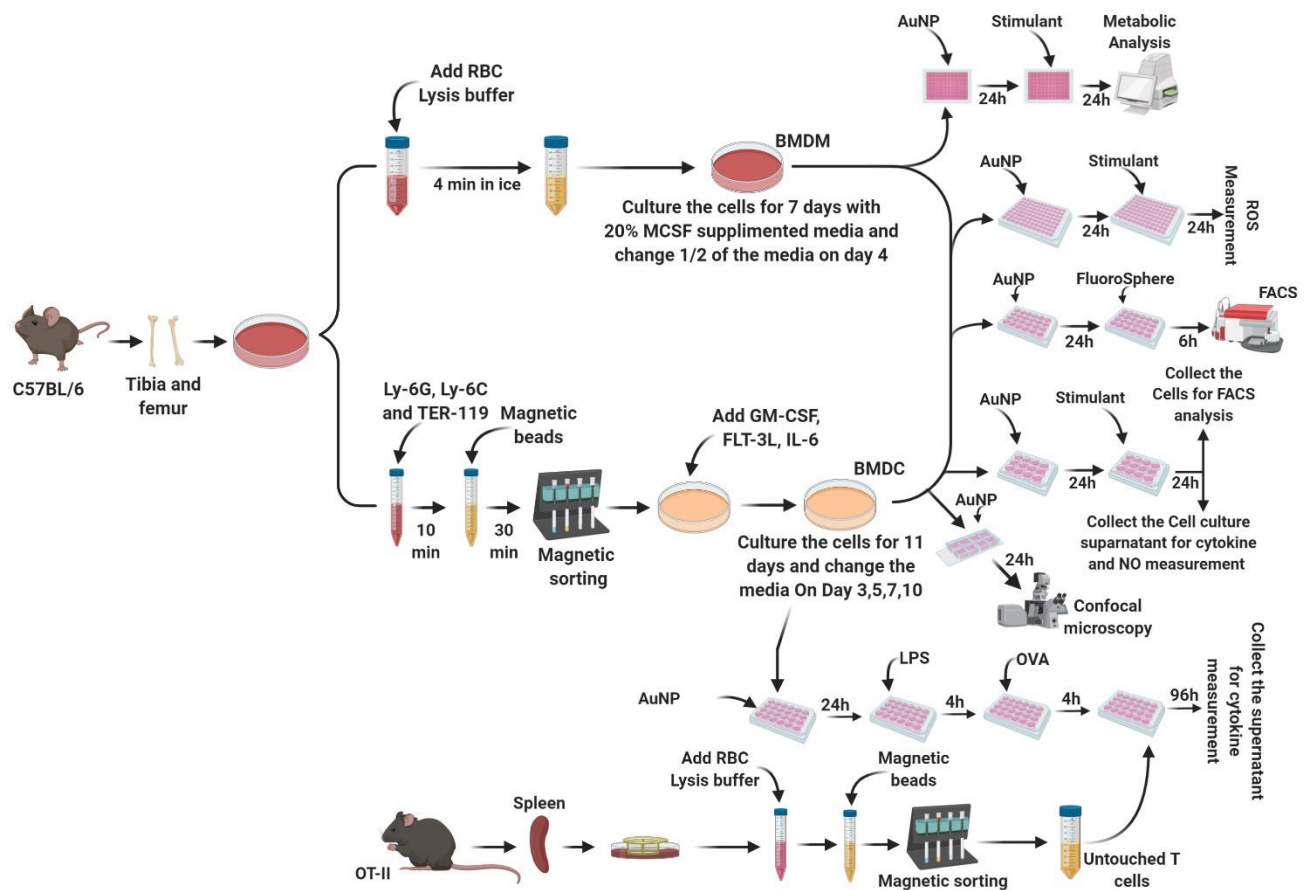 AuNP
Stimulant
Metabolic
Analysis
24h
24h
Add RBC
Lysis buffer
4 min in ice
BMDM
Culture the cells for 7 days with
20% MCSF supplimented media and
change 1/2 of the media on day 4
AuNP
Stimulant
24h
24h
ROS
Measurement
AuNP
FluoroSphere
FACS
24h
6h
C57BL/6
Tibia and
femur
Ly-6G, Ly-6C
and TER-119
Magnetic
beads
10
min
30
min
Magnetic
sorting
Add GM-CSF,
FLT-3L, IL-6
BMDC
Culture the cells for 11
days and change the
media On Day 3,5,7,10
AuNP
Stimulant
Collect the
Cells for FACS
analysis
24h
24h
Collect the Cell culture
suparnatant for cytokine
and NO measurement
AuNP
24h
Confocal
microscopy
AuNP
24h
LPS
4h
OVA
4h
96h
Collect the supernatant
for cytokine
measurement
OT-II
Spleen
Add RBC
Lysis buffer
Magnetic
beads
Magnetic sorting
Untouched T
cells